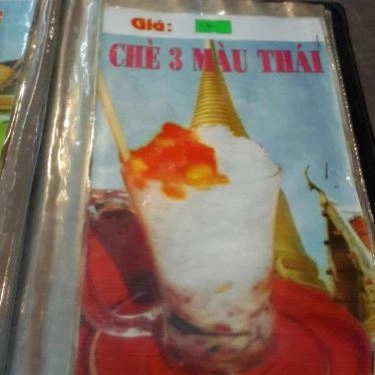 Giá:
CHÈ 3 MÀU THÁI